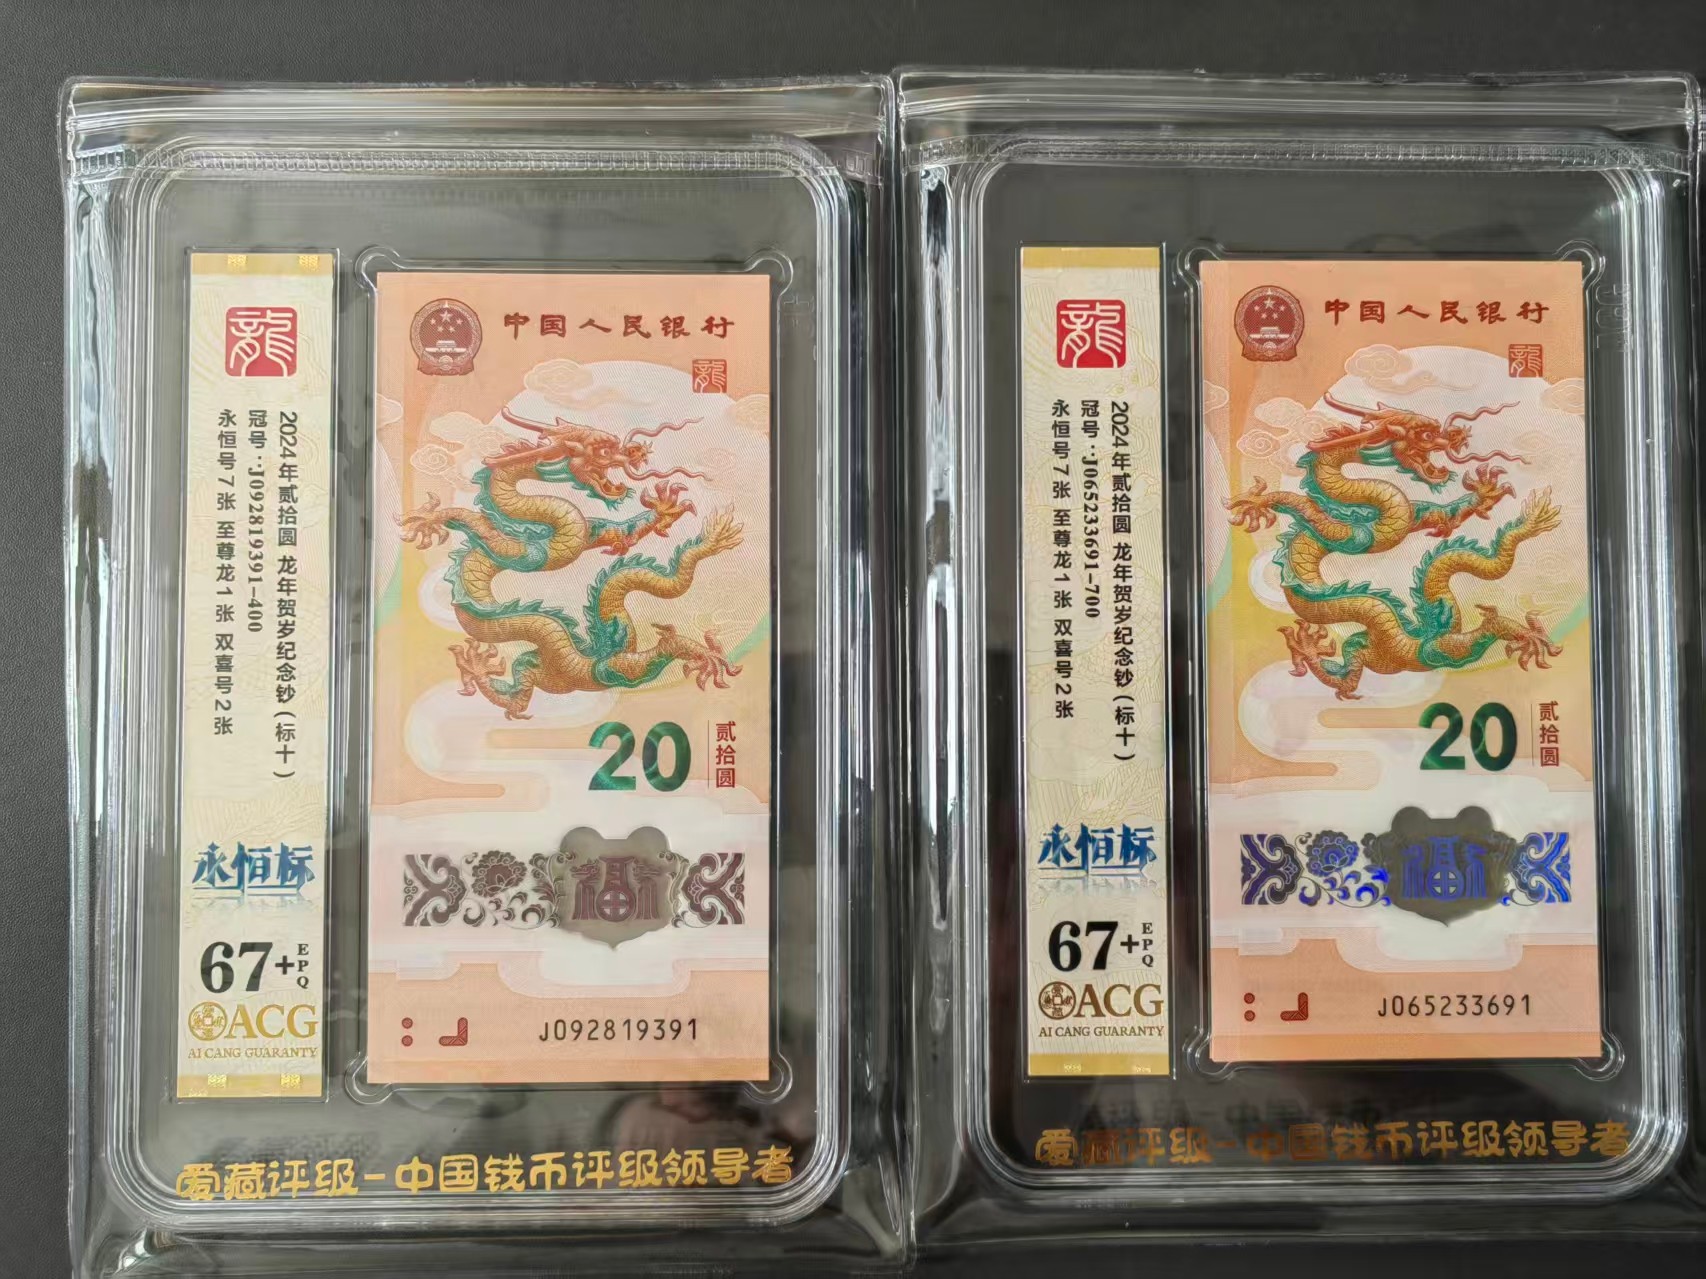 龍
2024年贰拾圆 龙年贺岁纪念钞(标十)
冠号:J092819391-400
永恒号7张 至尊龙1张 双喜号2张
永恒标
67+
EPQ
ACG
AI CANG GUARANTY
中国人民银行
龍
20
贰拾圆
福
J092819391
爱藏评级-中国钱币评级领导者
龍
2024年贰拾圆 龙年贺岁纪念钞(标十)
冠号:J065233691-700
永恒号7张 至尊龙1张 双喜号2张
永恒标
67+
EPQ
ACG
AI CANG GUARANTY
中国人民银行
龍
20
贰拾圆
福
J065233691
爱藏评级-中国钱币评级领导者